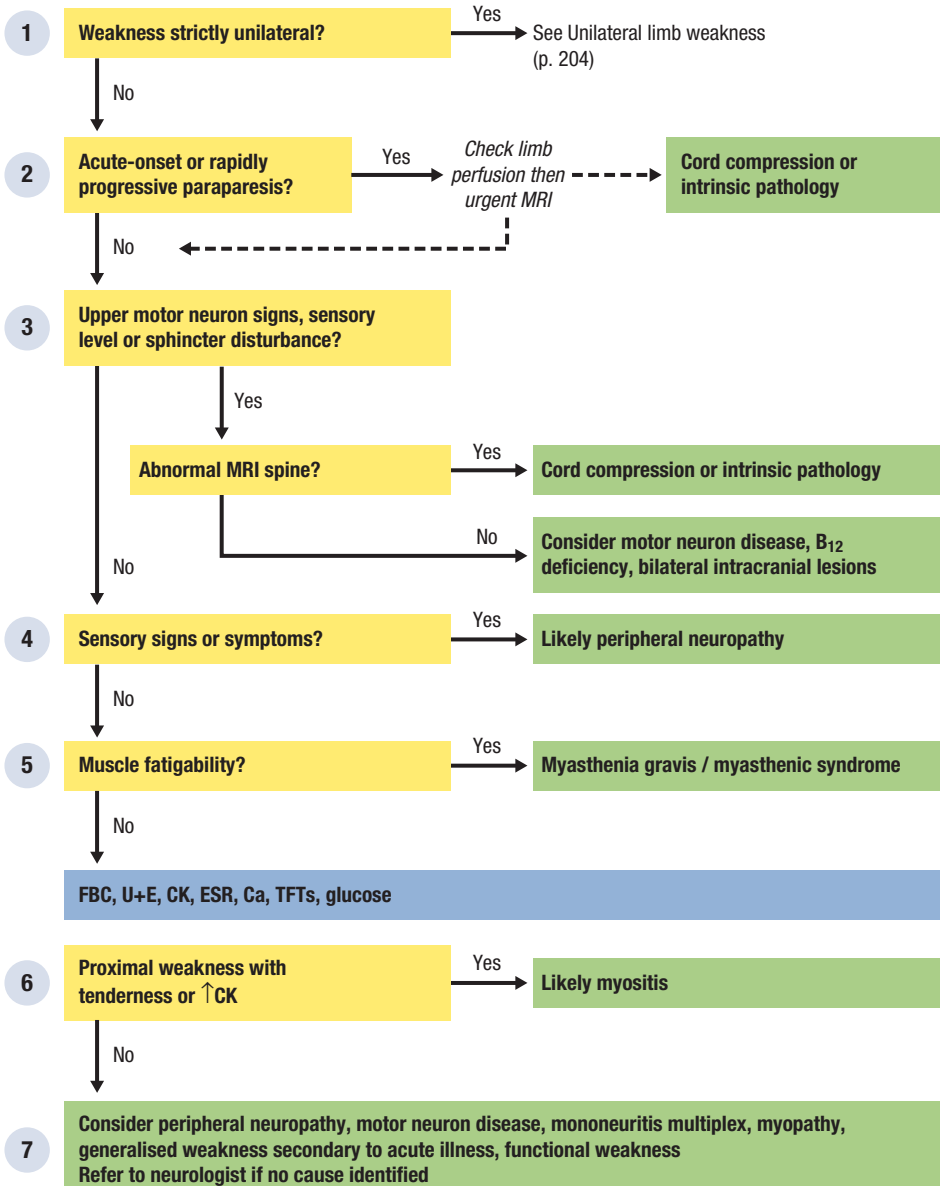 1
Weakness strictly unilateral?
Yes
See Unilateral limb weakness
(p. 204)
No
2
Acute-onset or rapidly
progressive paraparesis?
Yes
Check limb
perfusion then
urgent MRI
Cord compression or
intrinsic pathology
No
3
Upper motor neuron signs, sensory
level or sphincter disturbance?
Yes
Abnormal MRI spine?
Yes
Cord compression or intrinsic pathology
No
Consider motor neuron disease, B₁₂
deficiency, bilateral intracranial lesions
No
4
Sensory signs or symptoms?
Yes
Likely peripheral neuropathy
No
5
Muscle fatigability?
Yes
Myasthenia gravis / myasthenic syndrome
No
FBC, U+E, CK, ESR, Ca, TFTs, glucose
6
Proximal weakness with
tenderness or ↑CK
Yes
Likely myositis
No
7
Consider peripheral neuropathy, motor neuron disease, mononeuritis multiplex, myopathy,
generalised weakness secondary to acute illness, functional weakness
Refer to neurologist if no cause identified